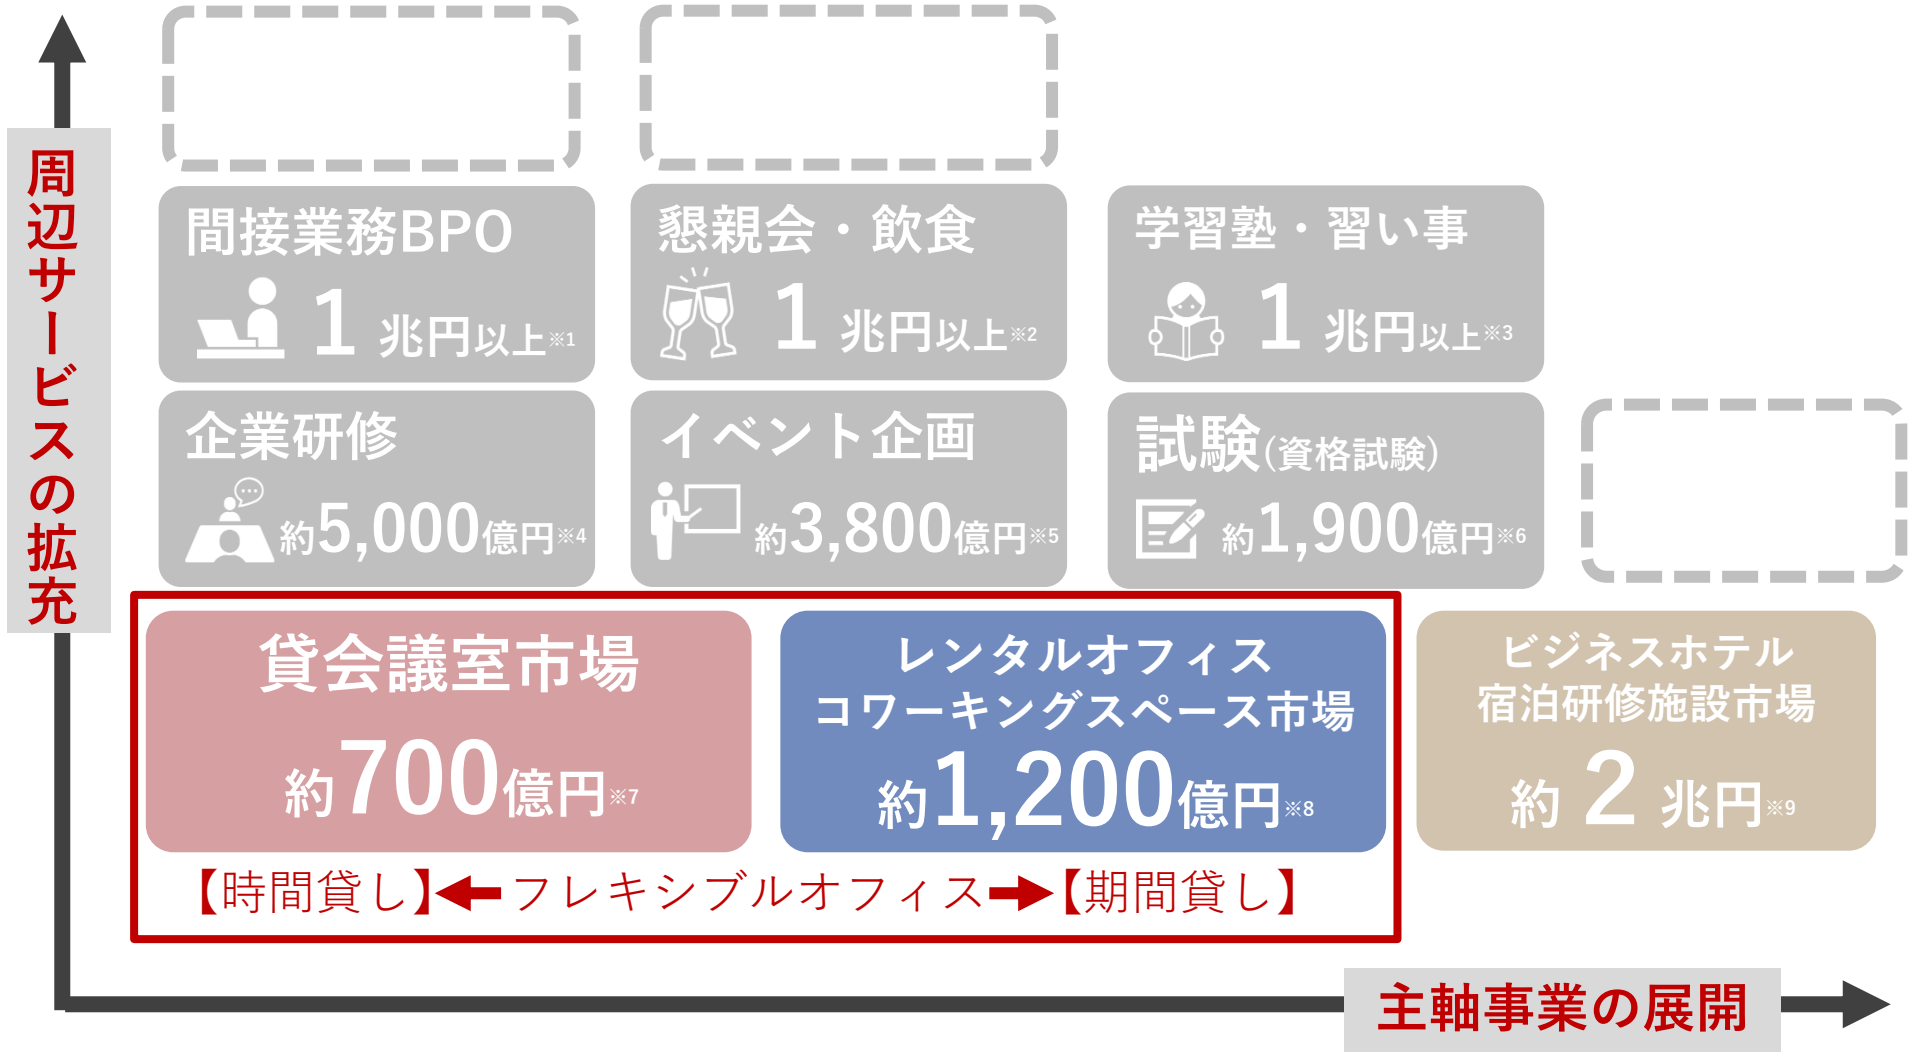 周辺サービスの拡充
間接業務BPO
1 兆円以上※1
懇親会・飲食
1 兆円以上※2
学習塾・習い事
1 兆円以上※3
企業研修
約5,000億円※4
イベント企画
約3,800億円※5
試験(資格試験)
約1,900億円※6
貸会議室市場
約700億円※7
レンタルオフィス
コワーキングスペース市場
約1,200億円※8
ビジネスホテル
宿泊研修施設市場
約 2 兆円※9
【時間貸し】フレキシブルオフィス【期間貸し】
主軸事業の展開